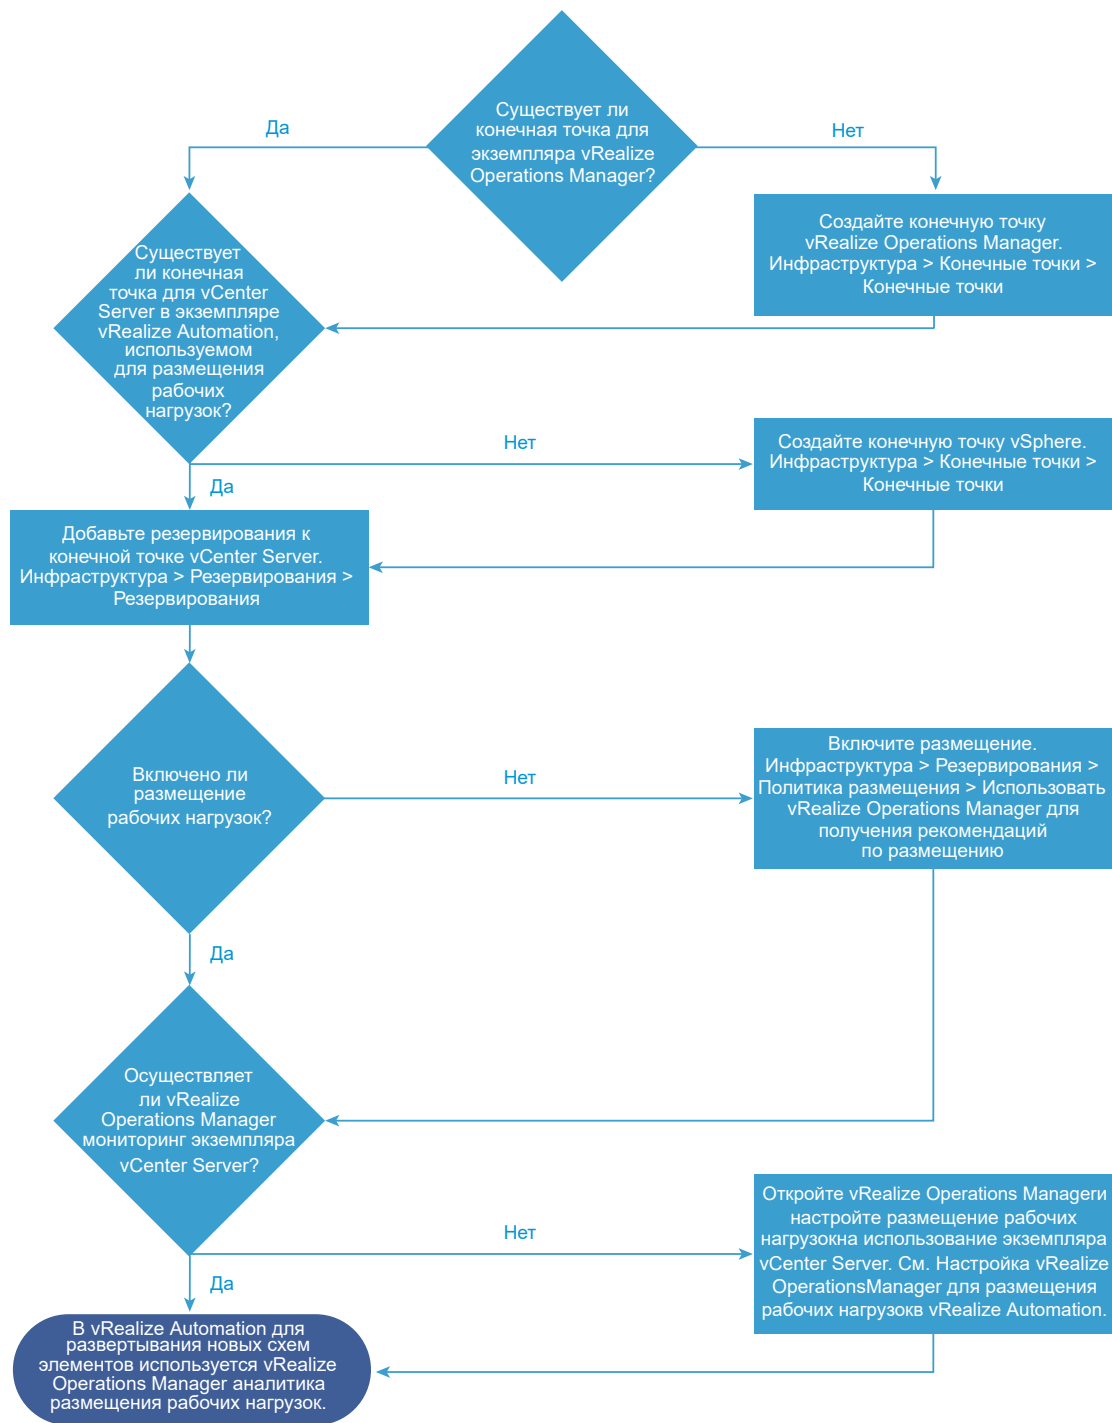 Существует ли
конечная точка для
экземпляра vRealize
Operations Manager?
Да
Нет
Создайте конечную точку
vRealize Operations Manager.
Инфраструктура > Конечные точки >
Конечные точки
Существует
ли конечная
точка для vCenter
Server в экземпляре
vRealize Automation,
используемом
для размещения
рабочих
нагрузок?
Нет
Создайте конечную точку vSphere.
Инфраструктура > Конечные точки >
Конечные точки
Да
Добавьте резервирования к
конечной точке vCenter Server.
Инфраструктура > Резервирования >
Резервирования
Включено ли
размещение
рабочих нагрузок?
Нет
Включите размещение.
Инфраструктура > Резервирования >
Политика размещения > Использовать
vRealize Operations Manager для
получения рекомендаций
по размещению
Да
Осуществляет
ли vRealize
Operations Manager
мониторинг экземпляра
vCenter Server?
Нет
Откройте vRealize Operations Managerи
настройте размещение рабочих
нагрузокна использование экземпляра
vCenter Server. См. Настройка vRealize
OperationsManager для размещения
рабочих нагрузокв vRealize Automation.
Да
В vRealize Automation для
развертывания новых схем
элементов используется vRealize
Operations Manager аналитика
размещения рабочих нагрузок.